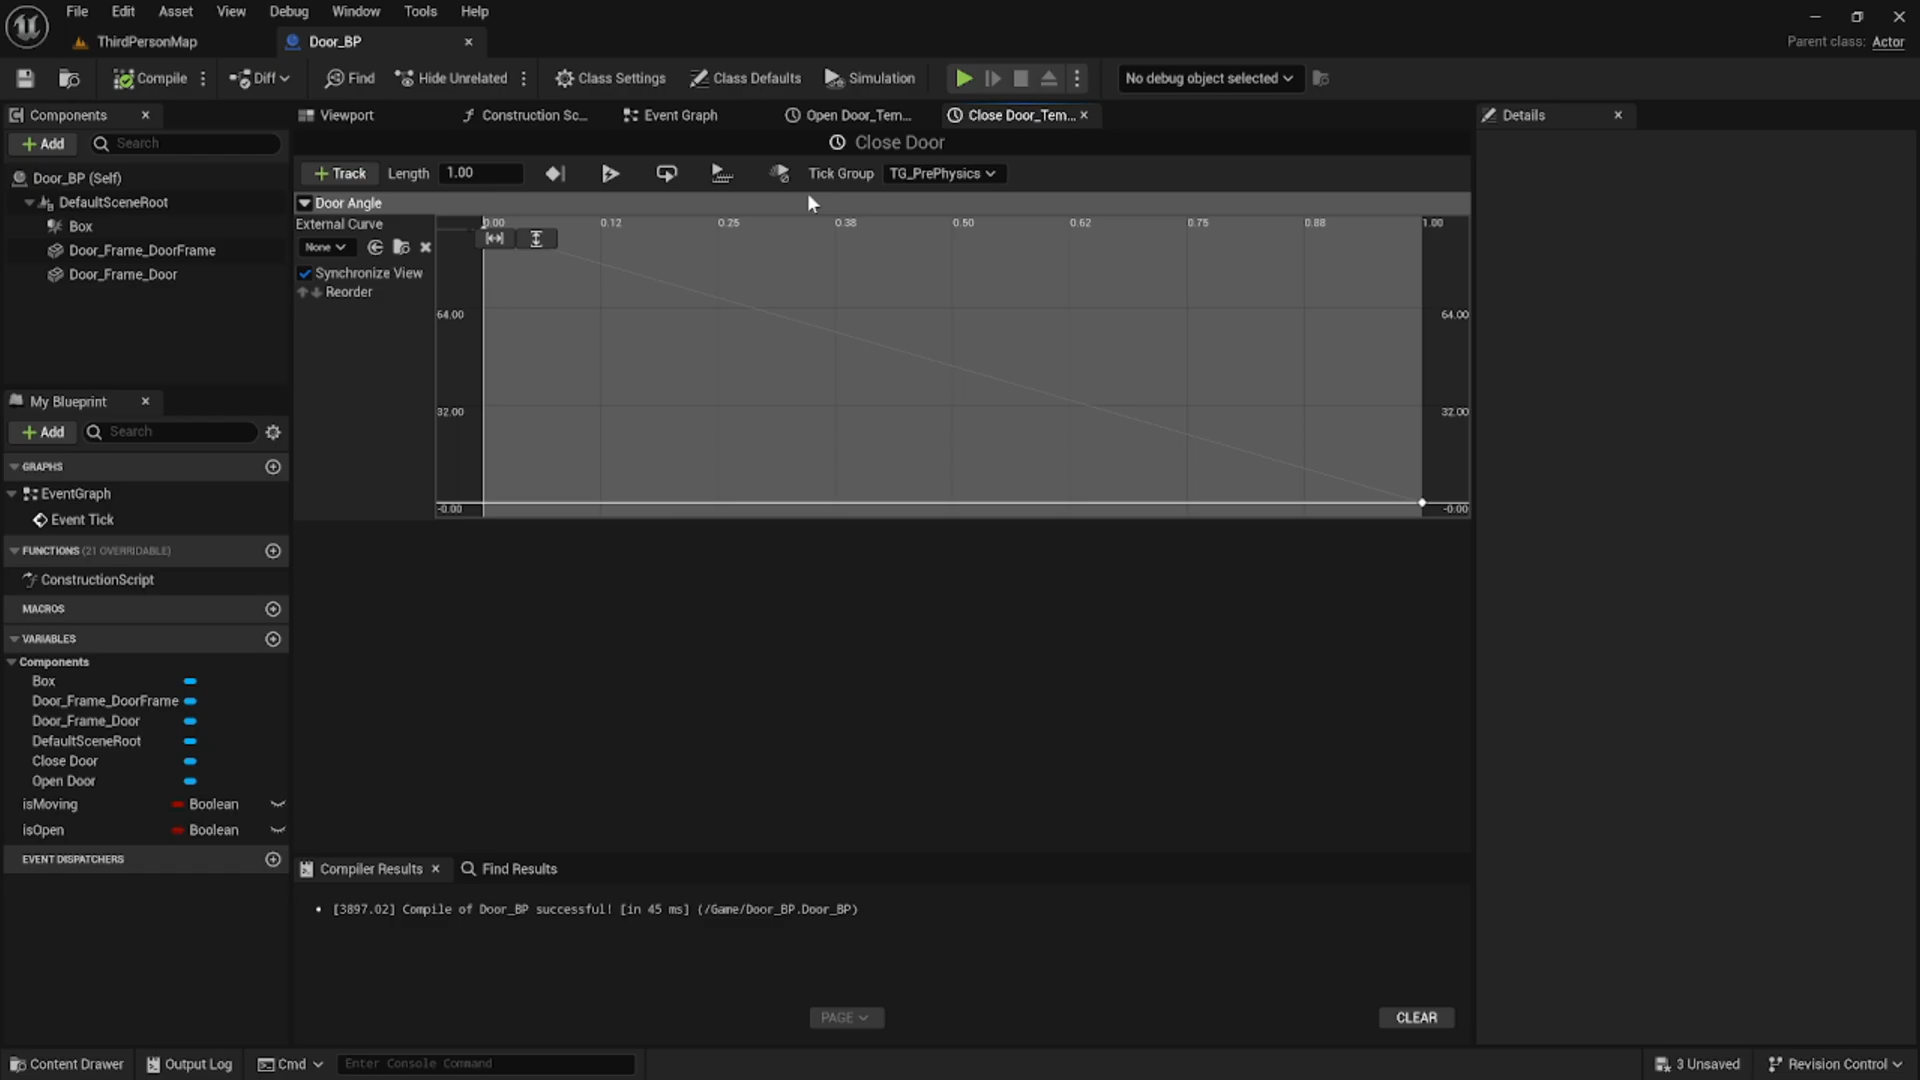 File Edit Asset View Debug Window Tools Help
ThirdPersonMap Door_BP
Parent class: Actor
Compile Diff Find Hide Unrelated Class Settings Class Defaults Simulation No debug object selected
Components
Add Search
Door_BP (Self)
DefaultSceneRoot
Box
Door_Frame_DoorFrame
Door_Frame_Door
My Blueprint
Add Search
GRAPHS
EventGraph
Event Tick
FUNCTIONS (21 OVERRIDABLE)
ConstructionScript
MACROS
VARIABLES
Components
Box
Door_Frame_DoorFrame
Door_Frame_Door
DefaultSceneRoot
Close Door
Open Door
isMoving Boolean
isOpen Boolean
EVENT DISPATCHERS
Viewport Construction Sc... Event Graph Open Door_Tem... Close Door_Tem...
Close Door
Track Length 1.00 Tick Group TG_PrePhysics
Door Angle
External Curve
None
Synchronize View
Reorder
0.00 0.12 0.25 0.38 0.50 0.62 0.75 0.88 1.00
64.00 64.00
32.00 32.00
-0.00 -0.00
Compiler Results Find Results
[3897.02] Compile of Door_BP successful! [in 45 ms] (/Game/Door_BP.Door_BP)
PAGE CLEAR
Details
Content Drawer Output Log Cmd Enter Console Command 3 Unsaved Revision Control